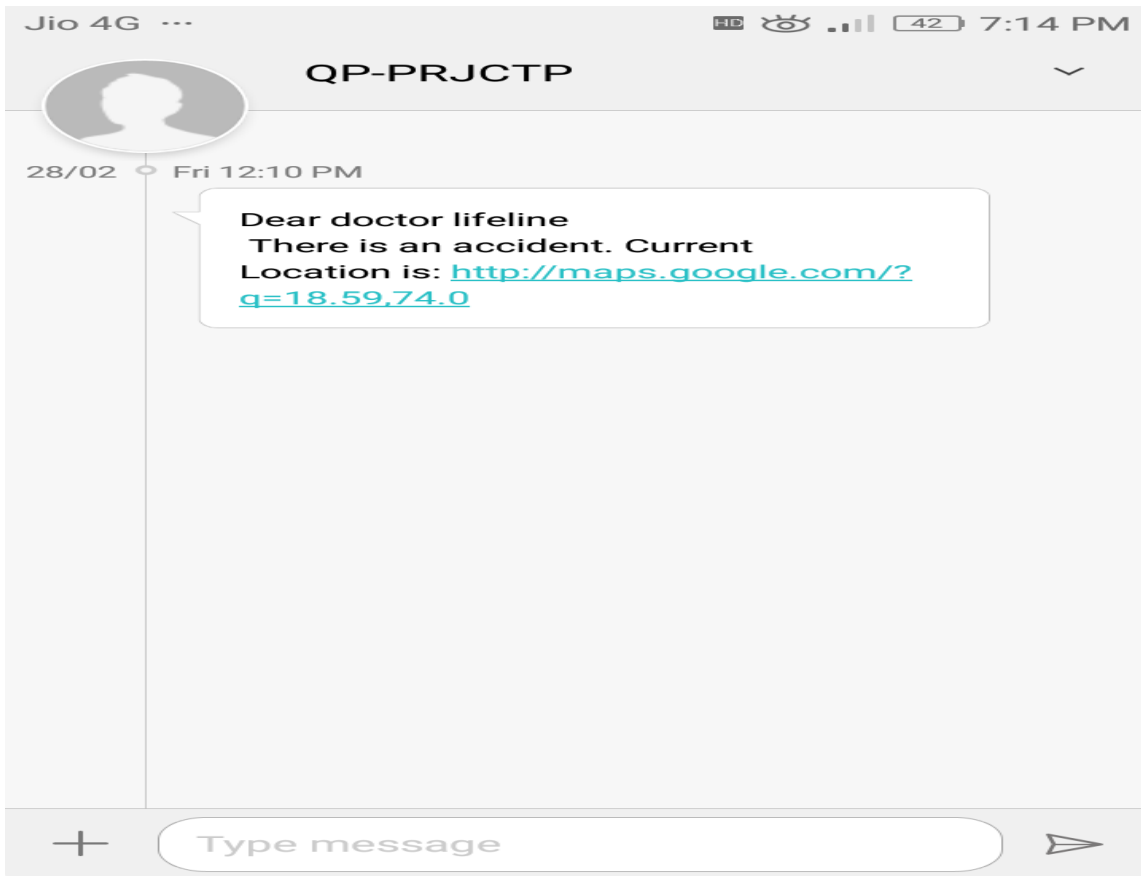 Jio 4G ... HD 42 7:14 PM
QP-PRJCTP
28/02 Fri 12:10 PM
Dear doctor lifeline
There is an accident. Current
Location is: http://maps.google.com/?
q=18.59,74.0
Type message